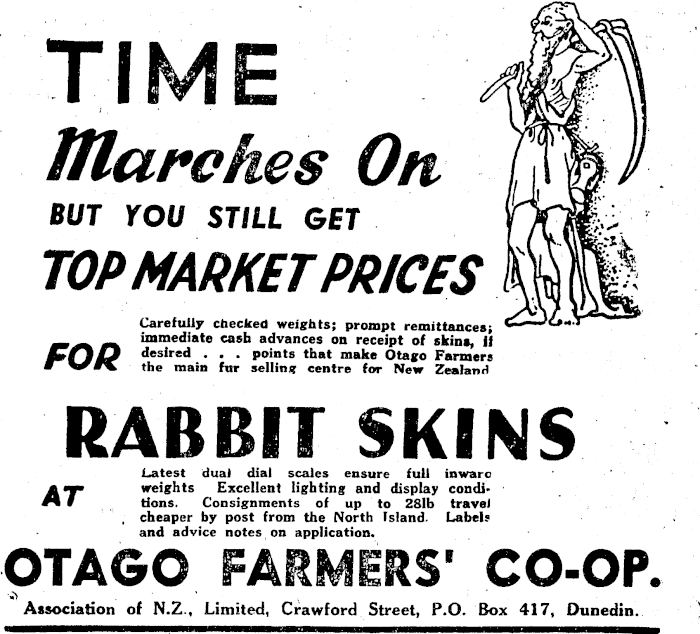 TIME
Marches On
BUT YOU STILL GET
TOP MARKET PRICES
Carefully checked weights; prompt remittances;
immediate cash advances on receipt of skins, if
desired . . . points that make Otago Farmers
the main fur selling centre for New Zealand
FOR
RABBIT SKINS
Latest dual dial scales ensure full inward
weights Excellent lighting and display condi-
tions. Consignments of up to 28lb travel
cheaper by post from the North Island. Labels
and advice notes on application.
AT
OTAGO FARMERS' CO-OP.
Association of N.Z., Limited, Crawford Street, P.O. Box 417, Dunedin.